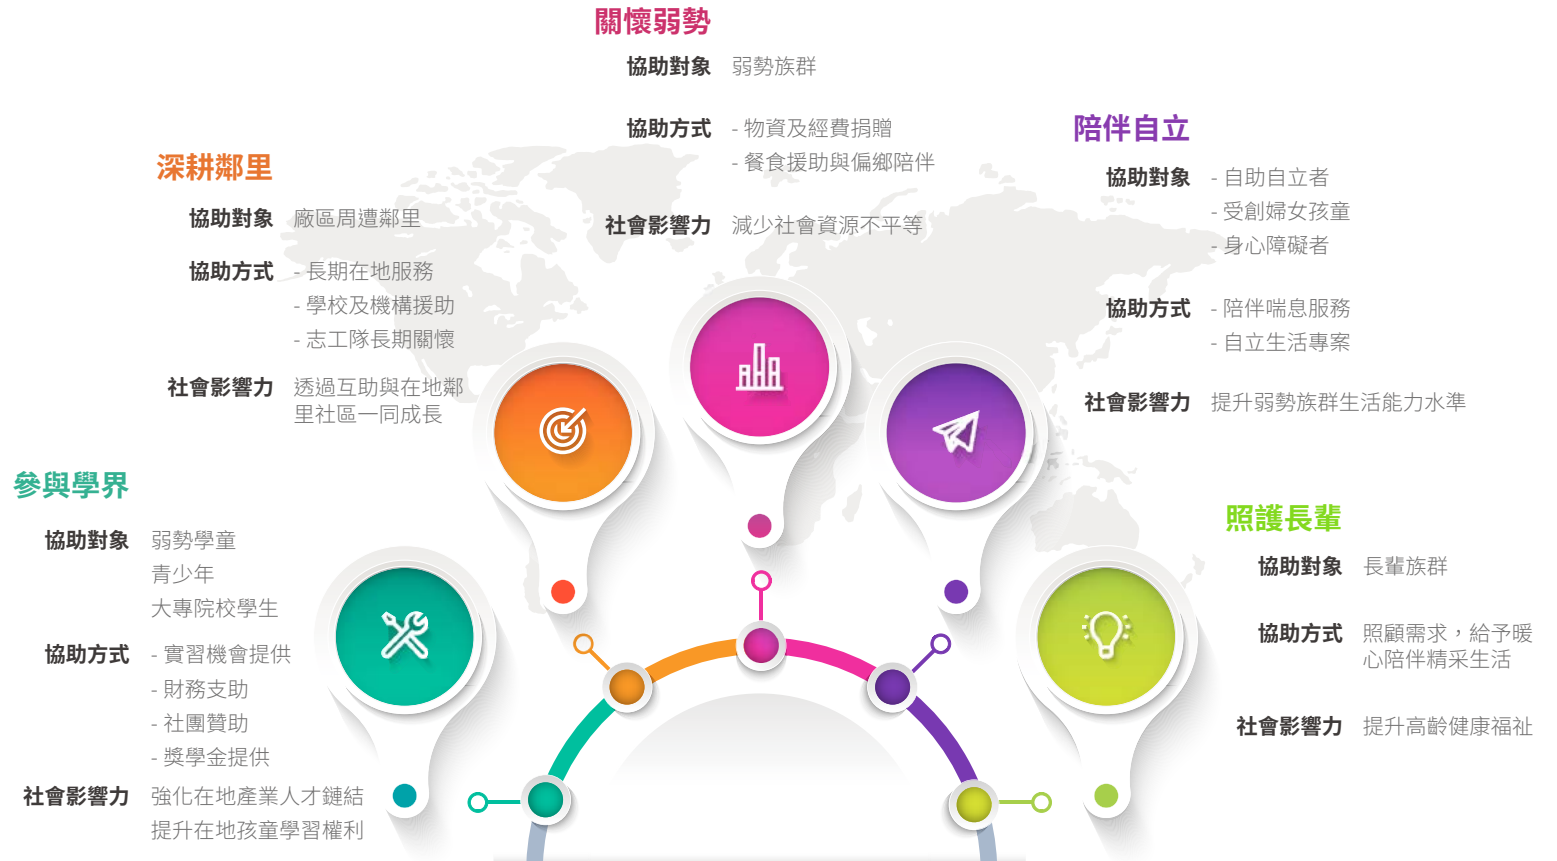 關懷弱勢
協助對象 弱勢族群
協助方式 - 物資及經費捐贈
- 餐食援助與偏鄉陪伴
社會影響力 減少社會資源不平等
深耕鄰里
協助對象 廠區周遭鄰里
協助方式 - 長期在地服務
- 學校及機構援助
- 志工隊長期關懷
社會影響力 透過互助與在地鄰
里社區一同成長
陪伴自立
協助對象 - 自助自立者
- 受創婦女孩童
- 身心障礙者
協助方式 - 陪伴喘息服務
- 自立生活專案
社會影響力 提升弱勢族群生活能力水準
參與學界
協助對象 弱勢學童
青少年
大專院校學生
協助方式 - 實習機會提供
- 財務支助
- 社團贊助
- 獎學金提供
社會影響力 強化在地產業人才鏈結
提升在地孩童學習權利
照護長輩
協助對象 長輩族群
協助方式 照顧需求，給予暖
心陪伴精采生活
社會影響力 提升高齡健康福祉